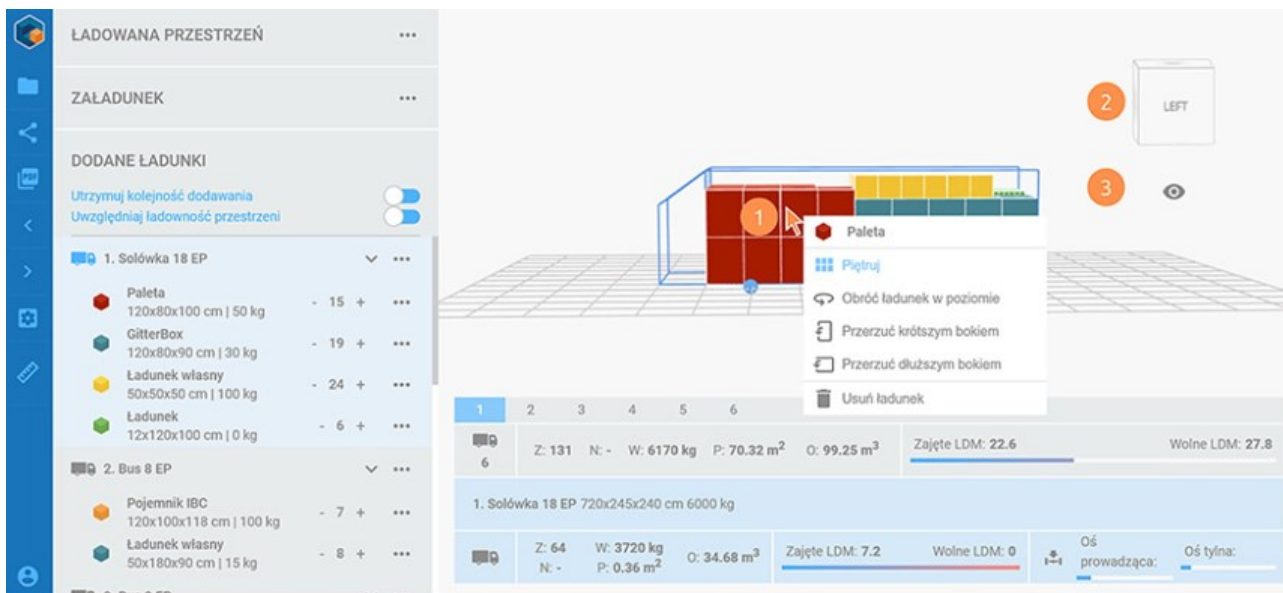 ŁADOWANA PRZESTRZEŃ
ZAŁADUNEK
DODANE ŁADUNKI
Utrzymuj kolejność dodawania
Uwzględniaj ładowność przestrzeni
1. Solówka 18 EP
Paleta
120x80x100 cm | 50 kg
- 15 +
GitterBox
120x80x90 cm | 30 kg
- 19 +
Ładunek własny
50x50x50 cm | 100 kg
- 24 +
Ładunek
12x120x100 cm | 0 kg
- 6 +
2. Bus 8 EP
Pojemnik IBC
120x100x118 cm | 100 kg
- 7 +
Ładunek własny
50x180x90 cm | 15 kg
- 8 +
2
LEFT
3
1
Paleta
Piętruj
Obróć ładunek w poziomie
Przerzuć krótszym bokiem
Przerzuć dłuższym bokiem
Usuń ładunek
1 2 3 4 5 6
6
Z: 131 N: - W: 6170 kg P: 70.32 m² O: 99.25 m³
Zajęte LDM: 22.6 Wolne LDM: 27.8
1. Solówka 18 EP 720x245x240 cm 6000 kg
Z: 64 W: 3720 kg
N: - P: 0.36 m²
O: 34.68 m³
Zajęte LDM: 7.2 Wolne LDM: 0
Oś
prowadząca:
Oś tylna: